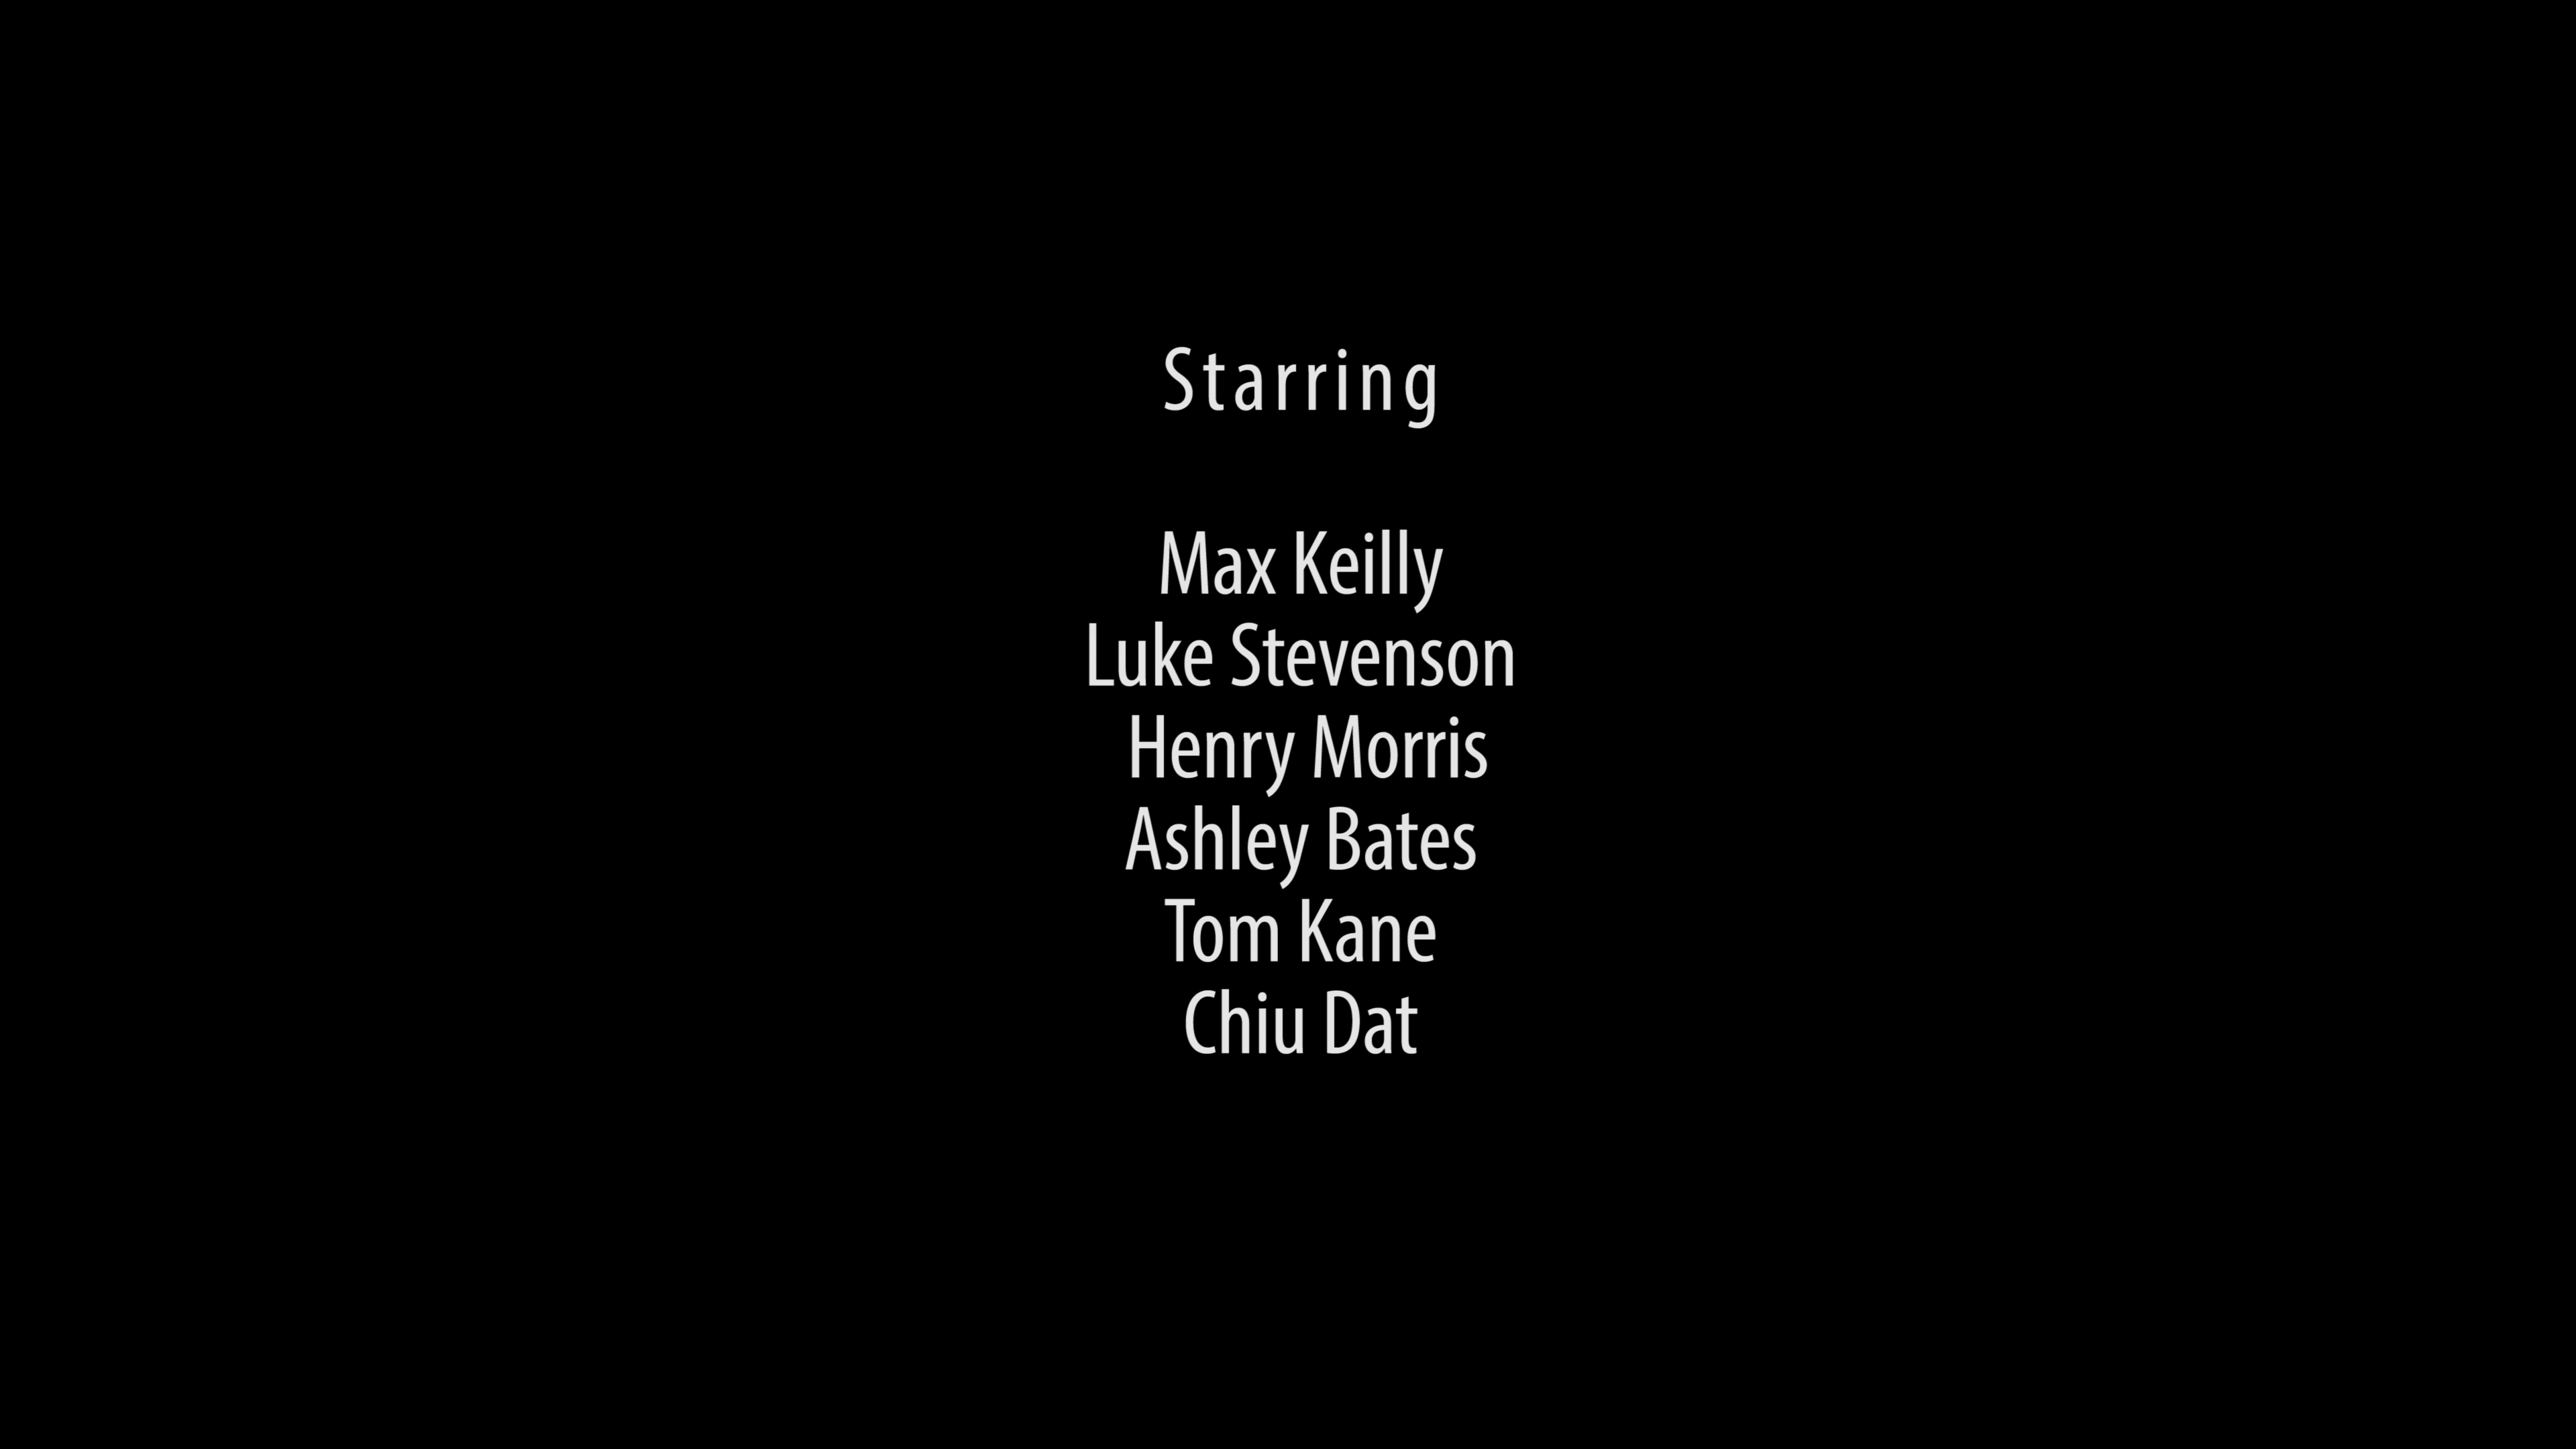 Starring
Max Keilly
Luke Stevenson
Henry Morris
Ashley Bates
Tom Kane
Chiu Dat